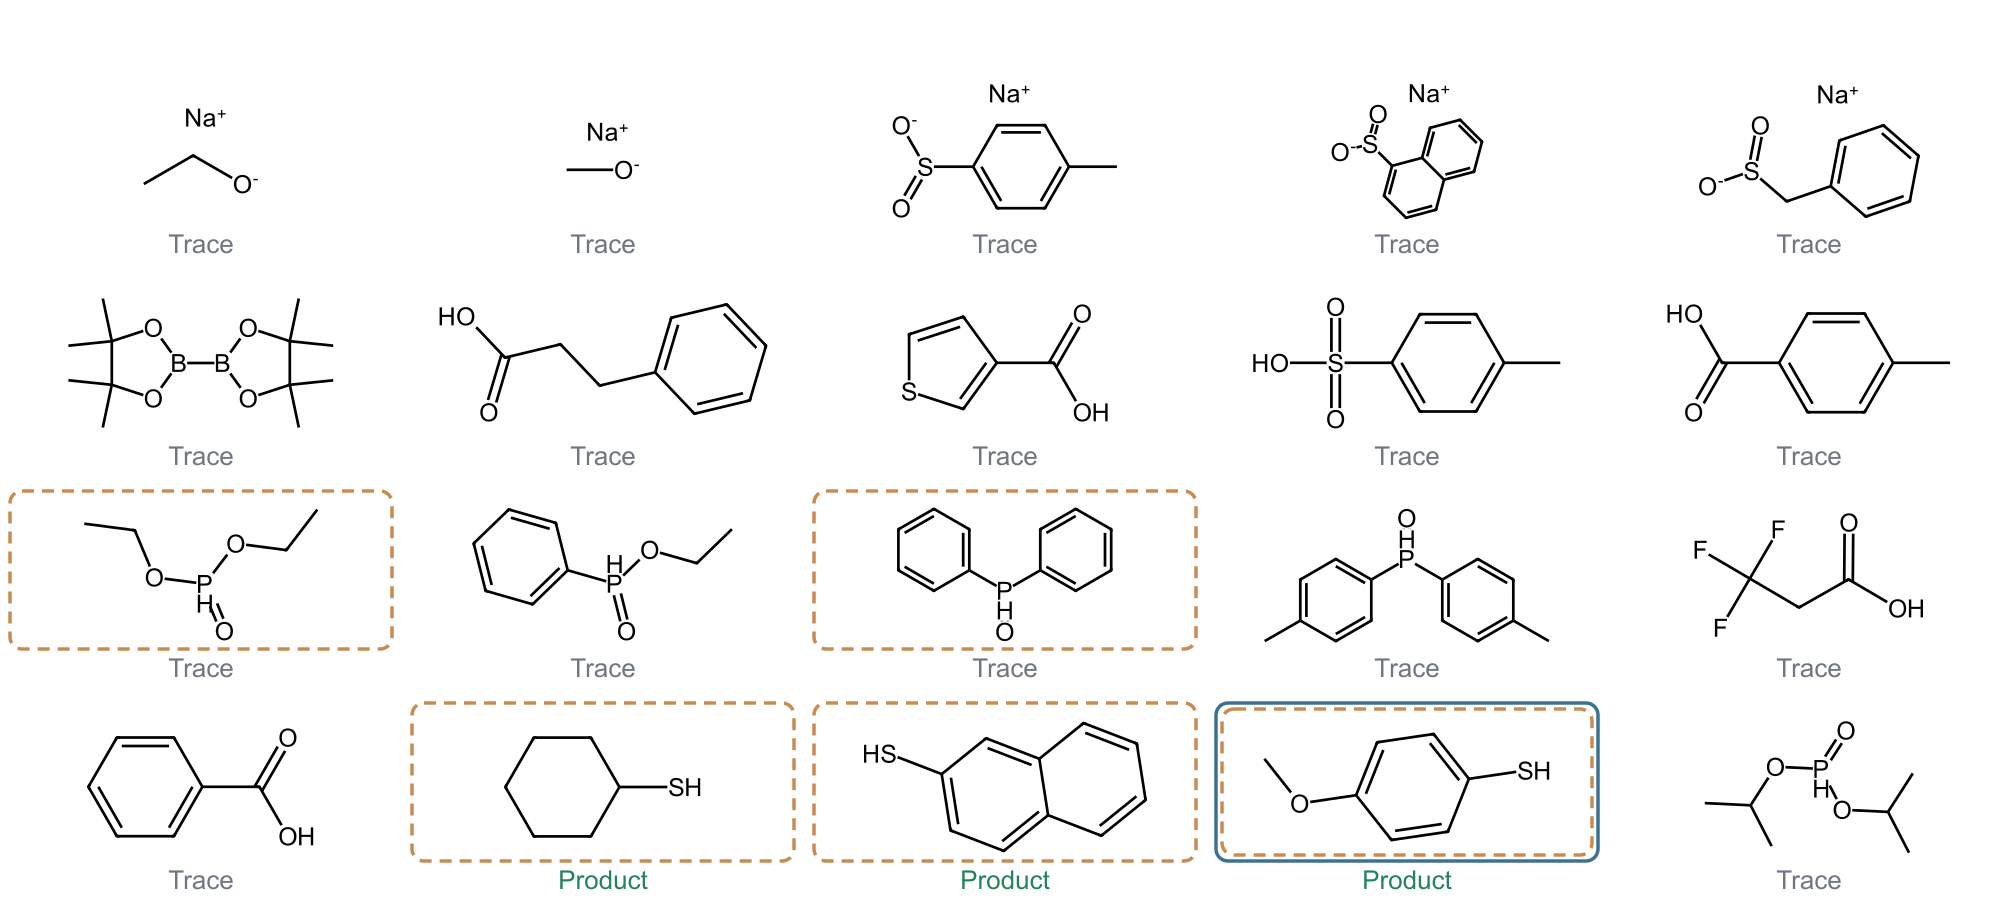 Na+
O-
Trace
Na+
O-
Trace
Na+
O-
S
O
Trace
Na+
O
S
O-
Trace
Na+
O
S
O-
Trace
O
O
B
B
O
O
Trace
HO
O
Trace
O
S
OH
Trace
O
HO
S
O
Trace
HO
O
Trace
O
O
P
H
O
Trace
H
P
O
O
Trace
P
H
O
Trace
O
H
P
Trace
F
F
F
O
OH
Trace
O
OH
Trace
SH
Product
HS
Product
O
SH
Product
O
O
P
H
O
Trace